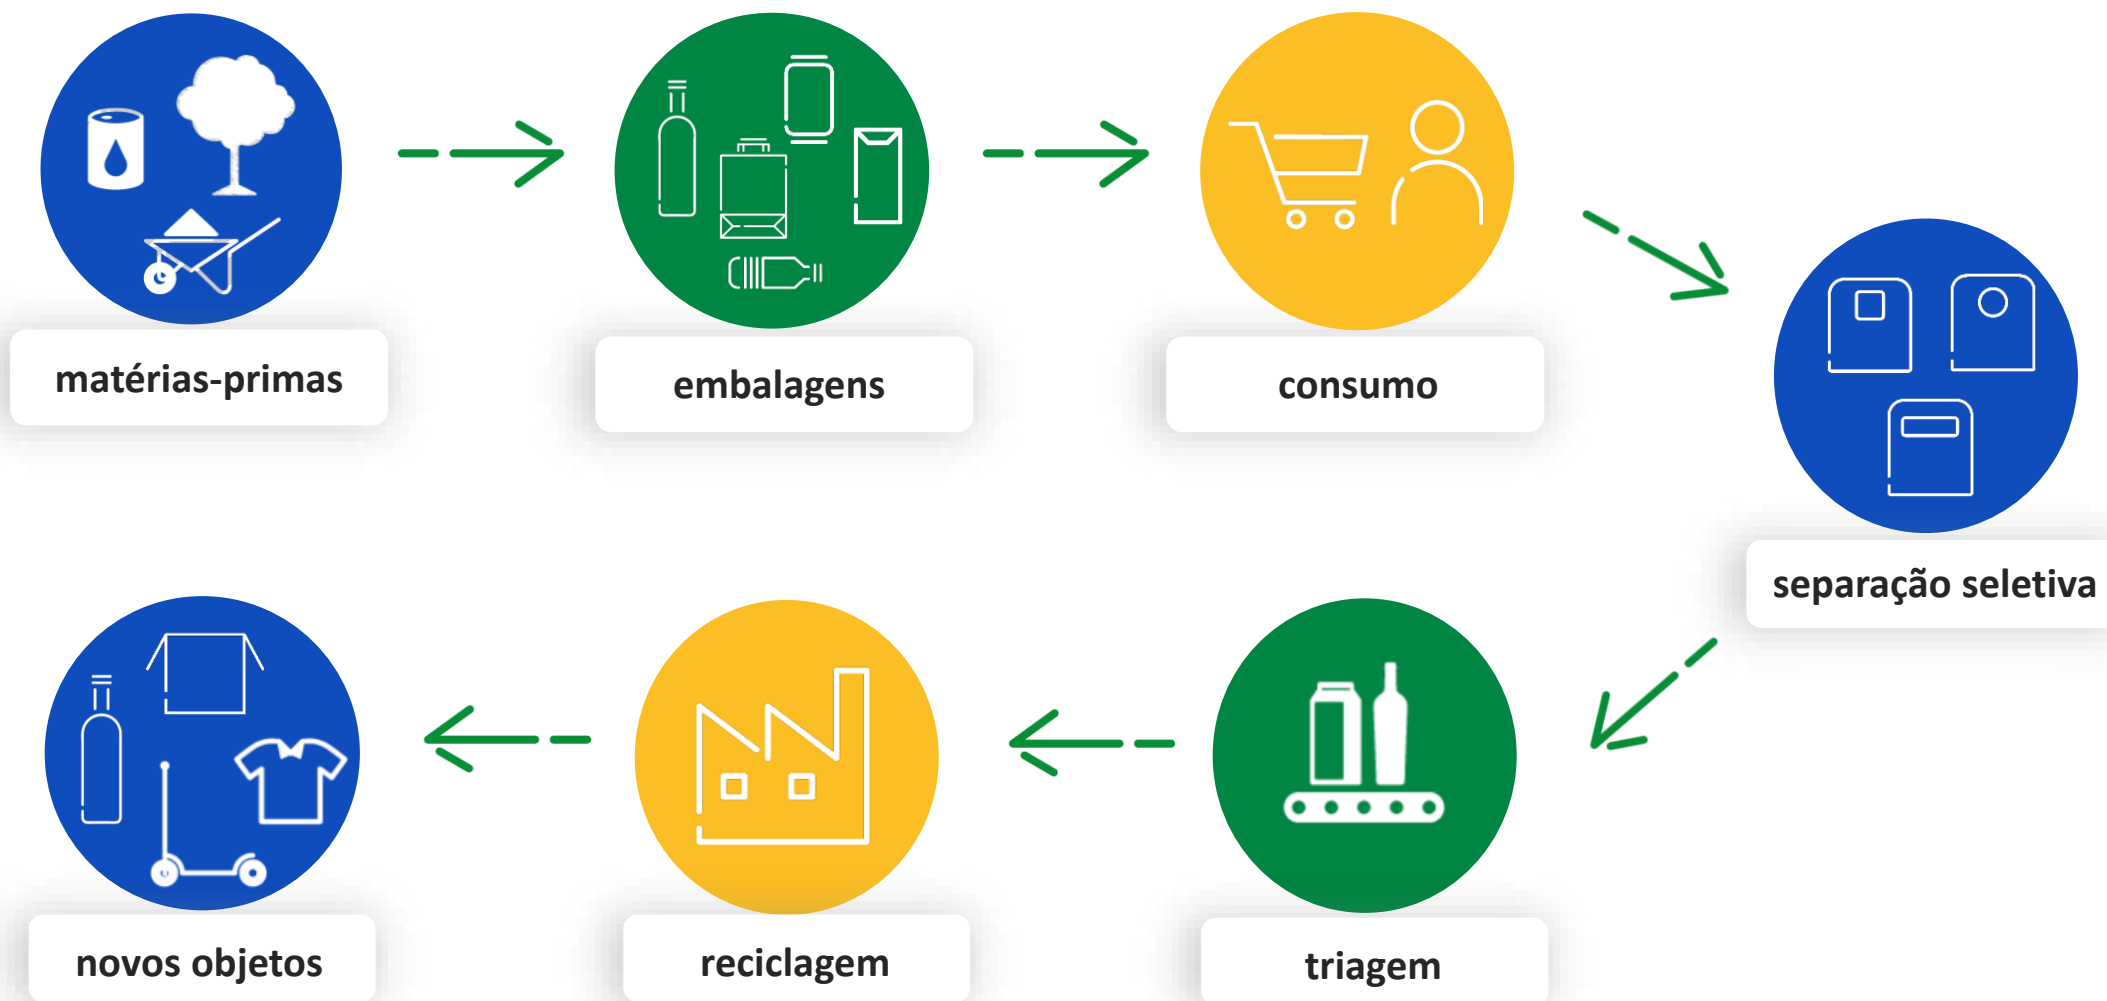 matérias-primas
embalagens
consumo
separação seletiva
triagem
reciclagem
novos objetos